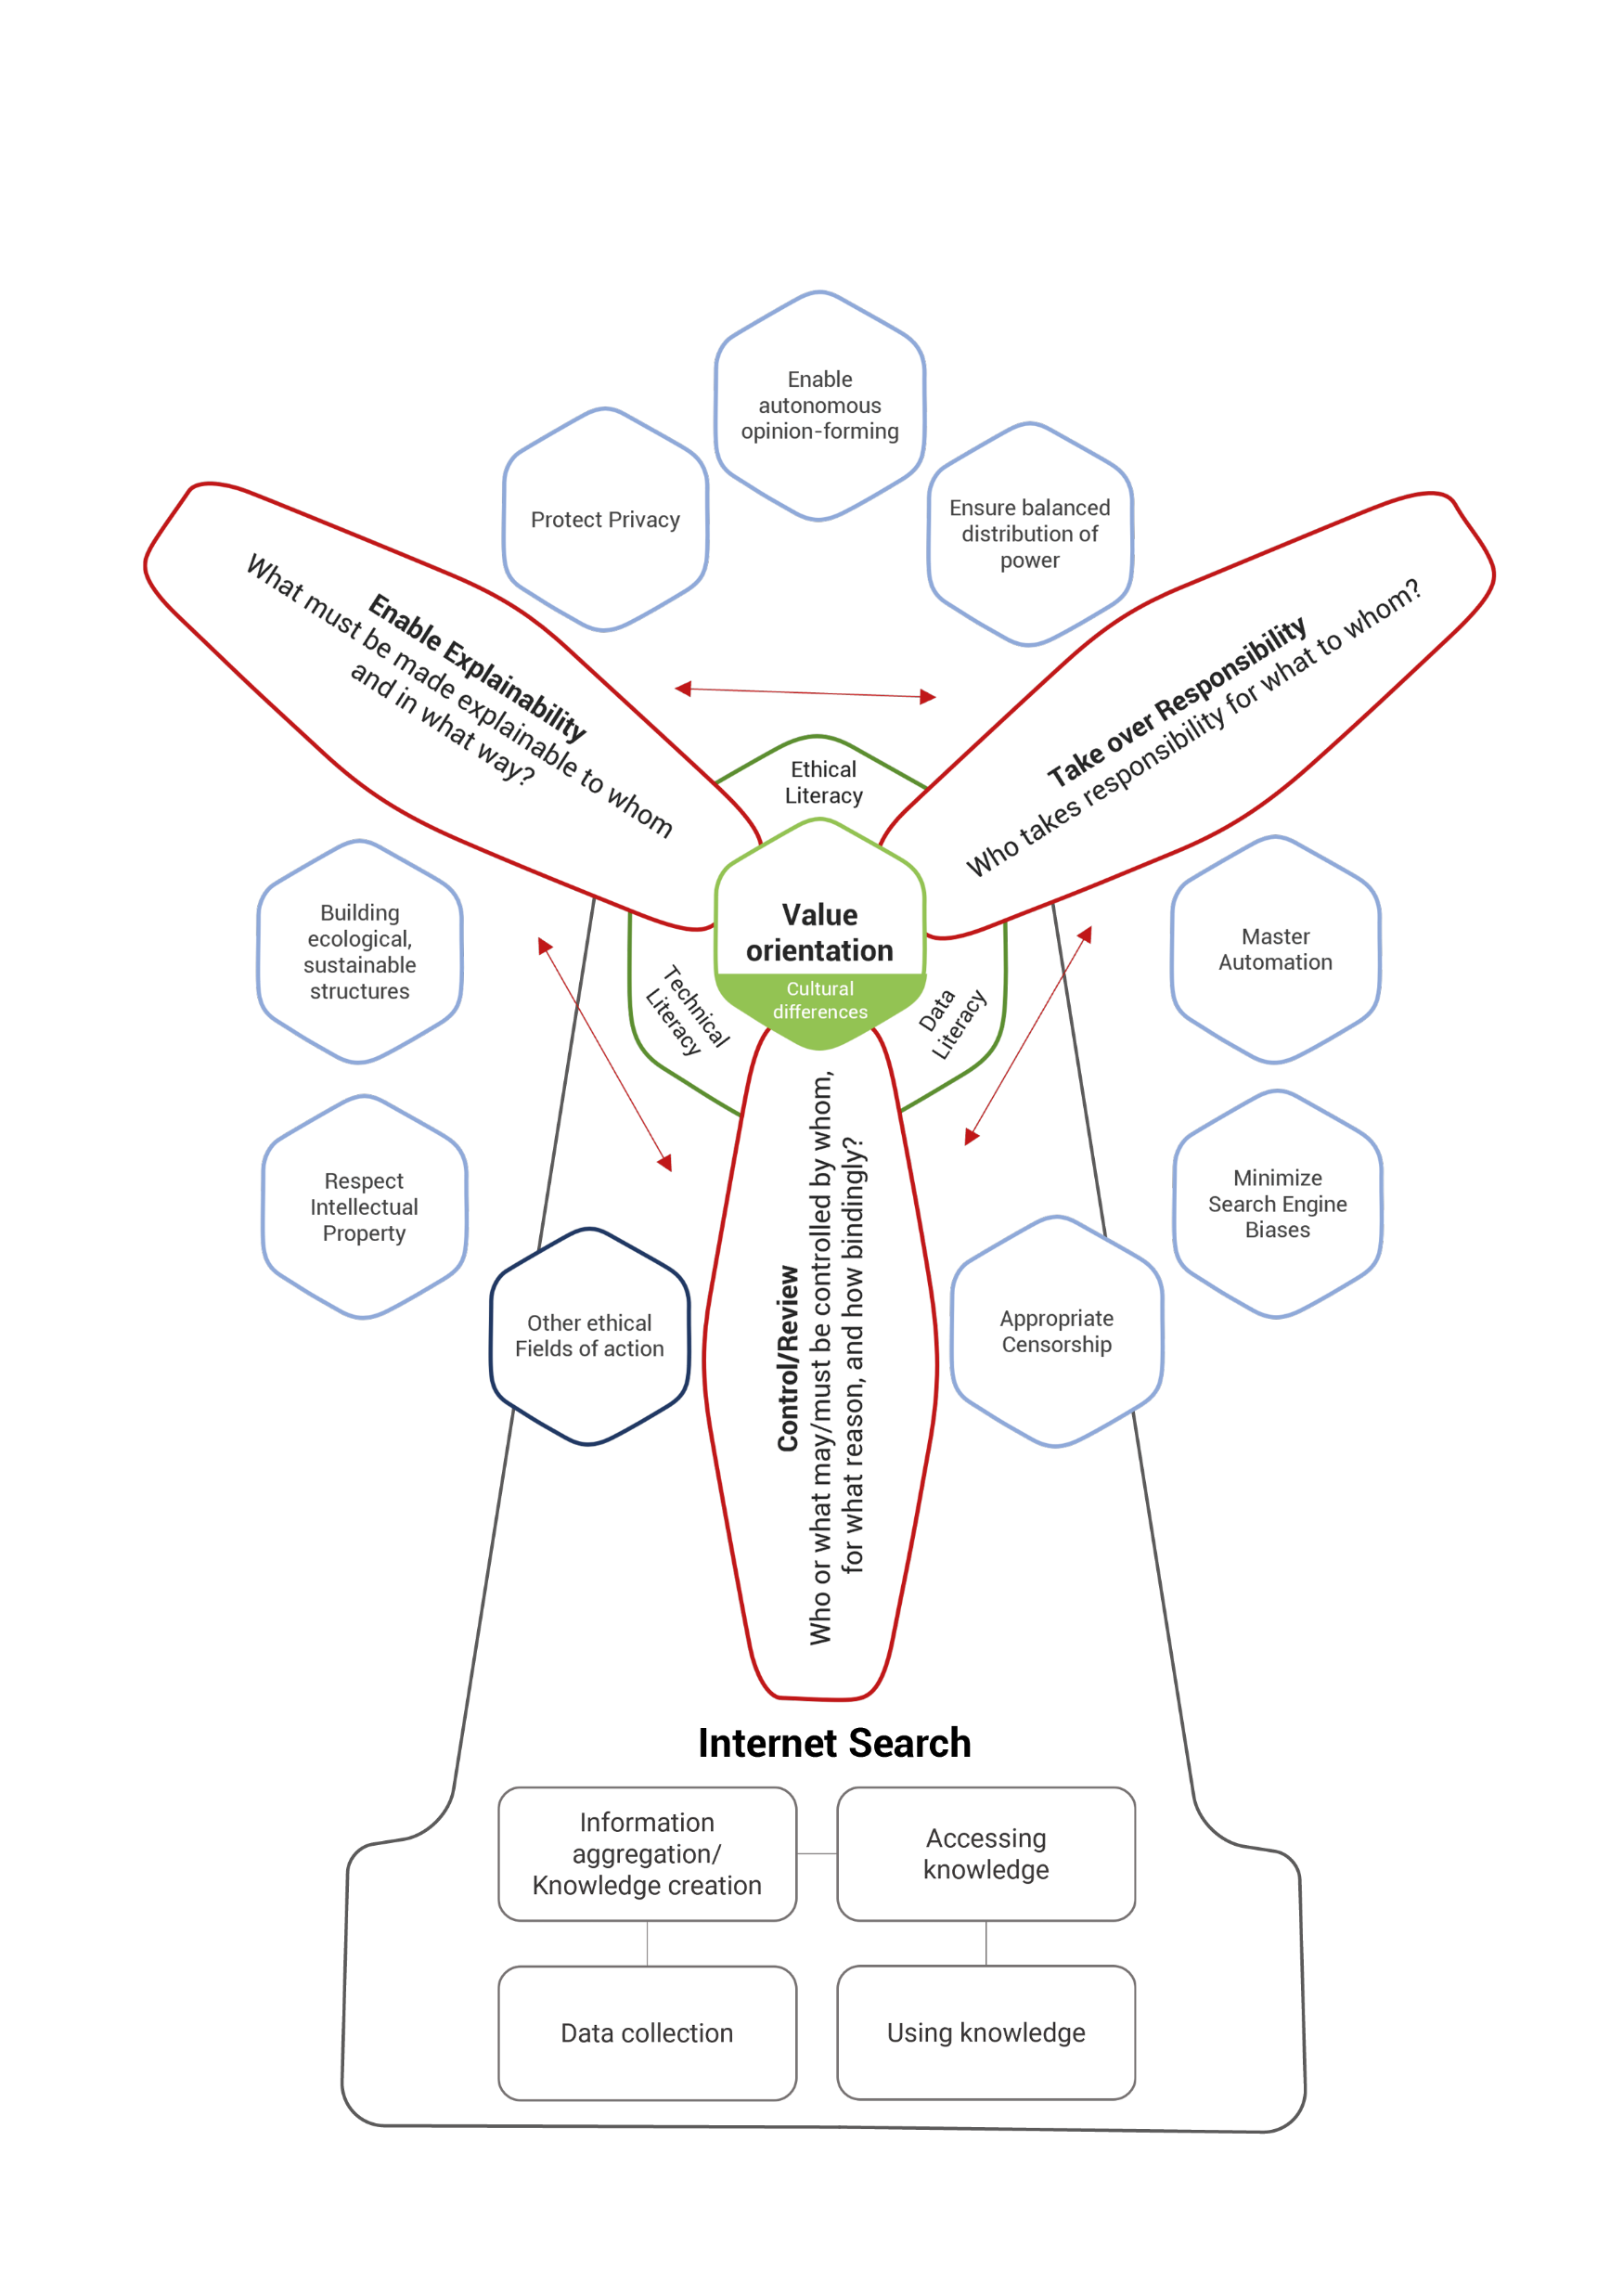 Enable
autonomous
opinion-forming
Protect Privacy
Ensure balanced
distribution of
power
Enable Explainability
What must be made explainable to whom
and in what way?
Take over Responsibility
Who takes responsibility for what to whom?
Ethical
Literacy
Value
orientation
Cultural
differences
Technical
Literacy
Data
Literacy
Building
ecological,
sustainable
structures
Master
Automation
Respect
Intellectual
Property
Minimize
Search Engine
Biases
Other ethical
Fields of action
Control/Review
Who or what may/must be controlled by whom,
for what reason, and how bindingly?
Appropriate
Censorship
Internet Search
Information
aggregation/
Knowledge creation
Accessing
knowledge
Data collection
Using knowledge